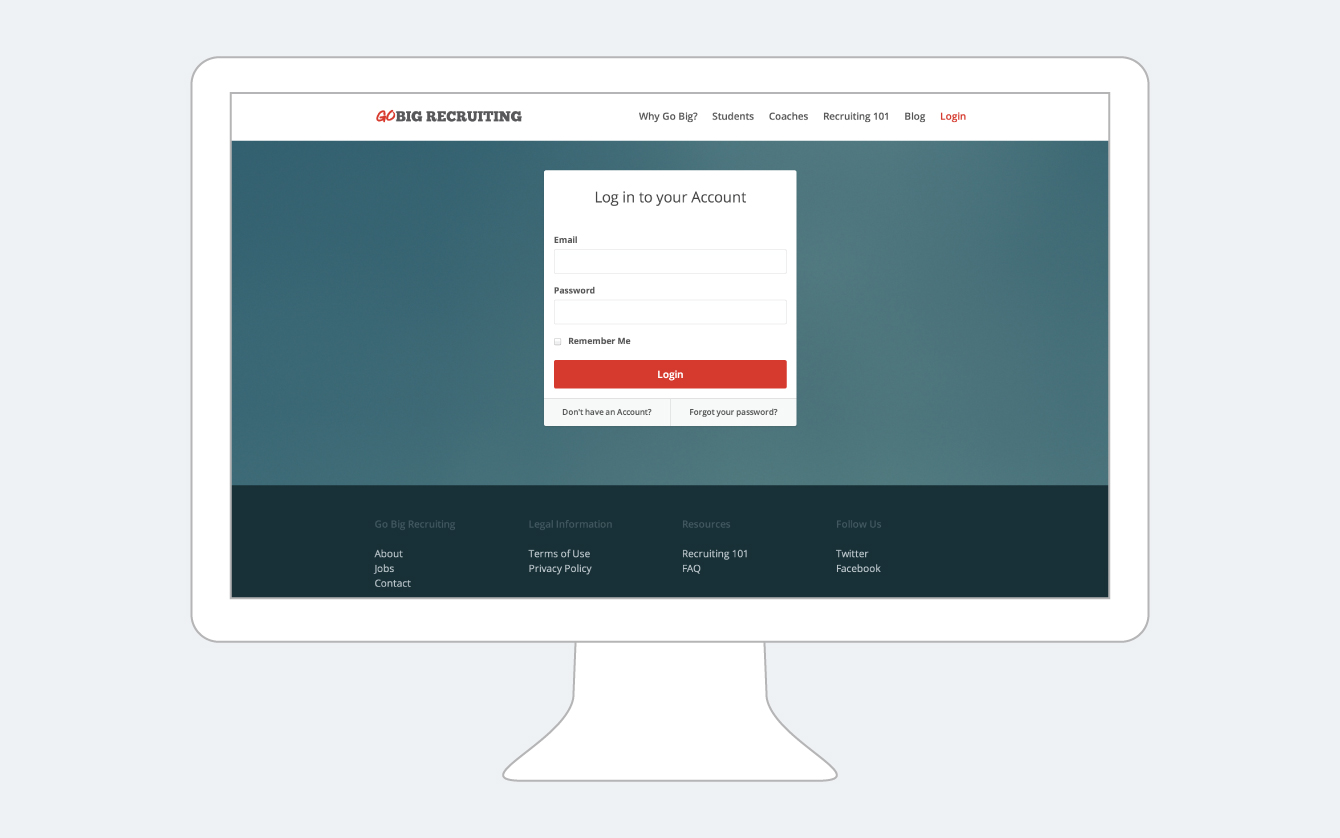 GO BIG RECRUITING
Why Go Big? Students Coaches Recruiting 101 Blog Login
Log in to your Account
Email
Password
Remember Me
Login
Don't have an Account? Forgot your password?
Go Big Recruiting Legal Information Resources Follow Us
About Terms of Use Recruiting 101 Twitter
Jobs Privacy Policy FAQ Facebook
Contact